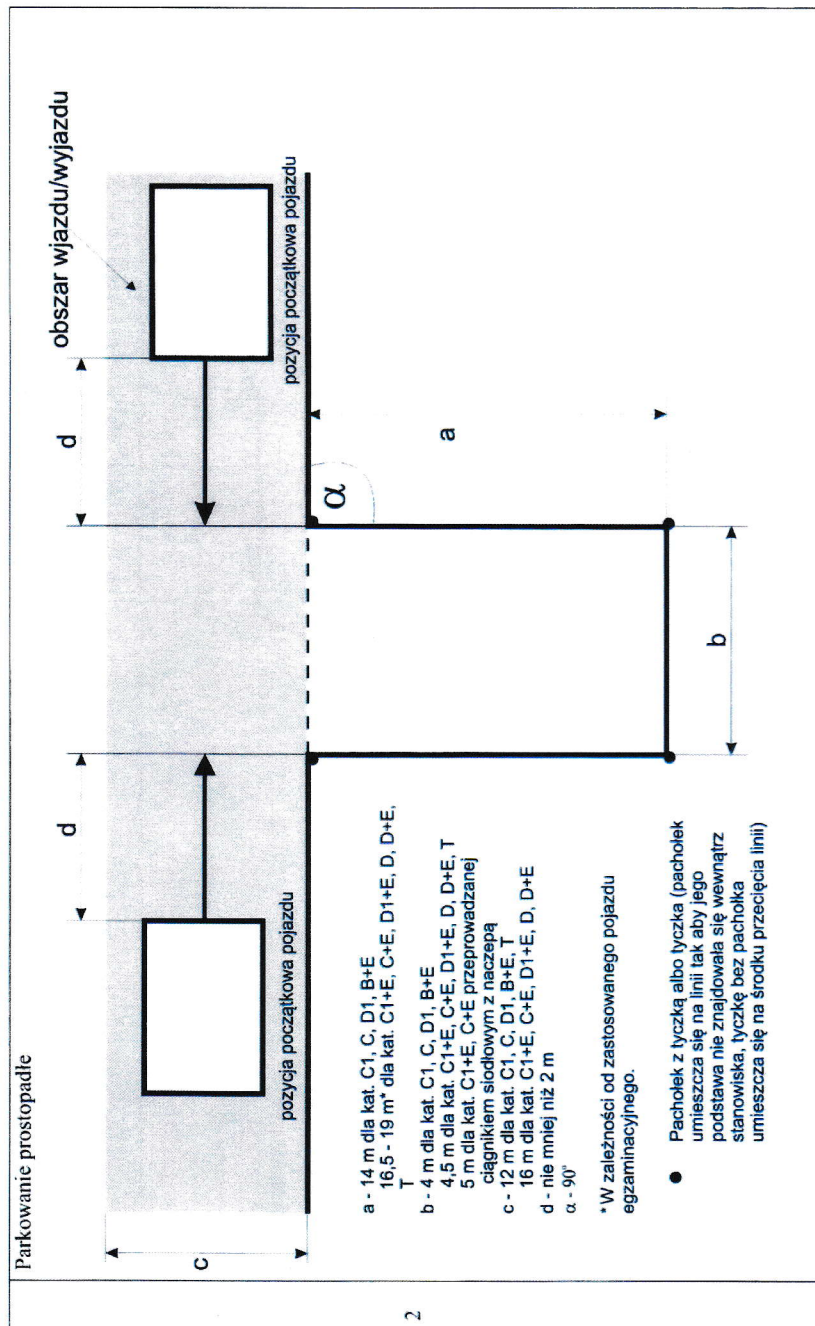 Parkowanie prostopadłe
2
obszar wjazdu/wyjazdu
d
d
c
pozycja początkowa pojazdu
pozycja początkowa pojazdu
α
a
b
a - 14 m dla kat. C1, C, D1, B+E
16,5 - 19 m* dla kat. C1+E, C+E, D1+E, D, D+E,
T
b - 4 m dla kat. C1, C, D1, B+E
4,5 m dla kat. C1+E, C+E, D1+E, D, D+E, T
5 m dla kat. C1+E, C+E przeprowadzanej
ciągnikiem siodłowym z naczepą
c - 12 m dla kat. C1, C, D1, B+E, T
16 m dla kat. C1+E, C+E, D1+E, D, D+E
d - nie mniej niż 2 m
α - 90°
*W zależności od zastosowanego pojazdu
egzaminacyjnego.
● Pachołek z tyczką albo tyczka (pachołek
umieszcza się na linii tak aby jego
podstawa nie znajdowała się wewnątrz
stanowiska, tyczkę bez pachołka
umieszcza się na środku przecięcia linii)